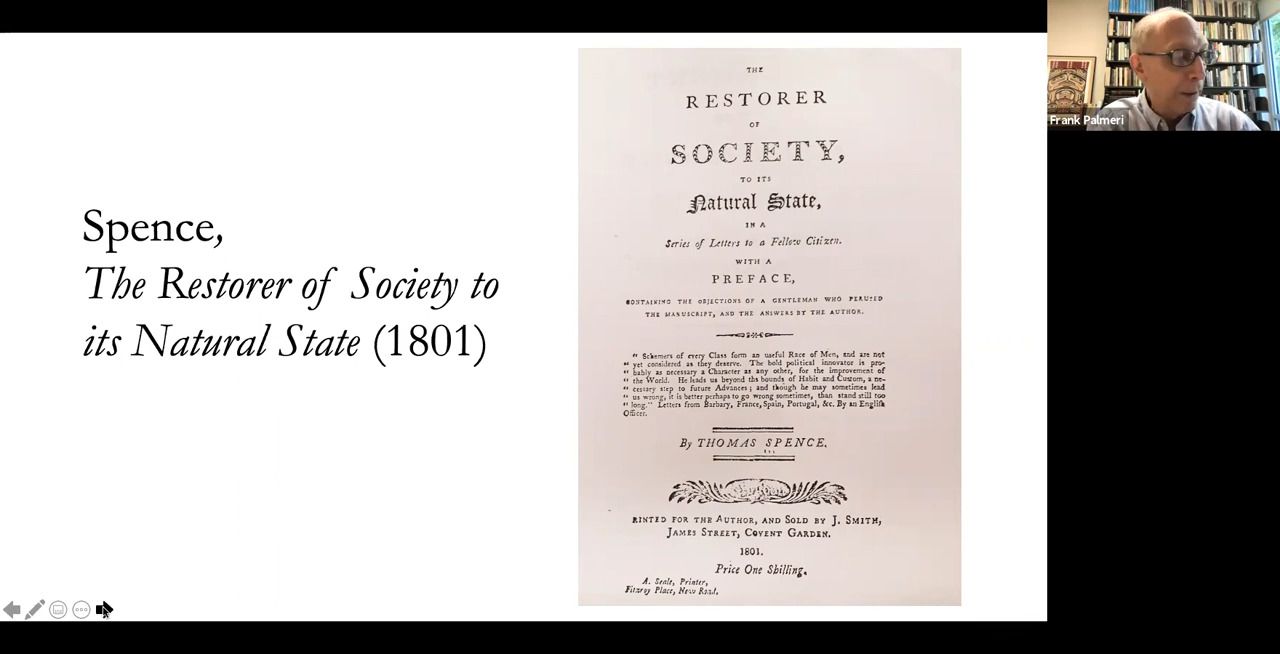 Spence,
The Restorer of Society to
its Natural State (1801)
THE
RESTORER
OF
SOCIETY,
TO ITS
Natural State,
IN A
Series of Letters to a Fellow Citizen.
WITH A
PREFACE,
CONTAINING THE OBJECTIONS OF A GENTLEMAN WHO PERUSED
THE MANUSCRIPT, AND THE ANSWERS BY THE AUTHOR.
" Schemers of every Class form an useful Race of Men, and are not
" yet considered as they deserve. The bold political innovator is pro-
" bably as necessary a Character as any other, for the improvement of
" the World. He leads us beyond the bounds of Habit and Custom, a ne-
" cessary step to future Advances; and though he may sometimes lead
" us wrong, it is better perhaps to go wrong sometimes, than stand still too
" long." Letters from Barbary, France, Spain, Portugal, &c. By an English
Officer.
By THOMAS SPENCE.
RINTED FOR THE AUTHOR, AND SOLD BY J. SMITH,
JAMES STREET, COVENT GARDEN.
1801.
Price One Shilling.
A. Seale, Printer,
Fitzroy Place, New Road.
Frank Palmeri